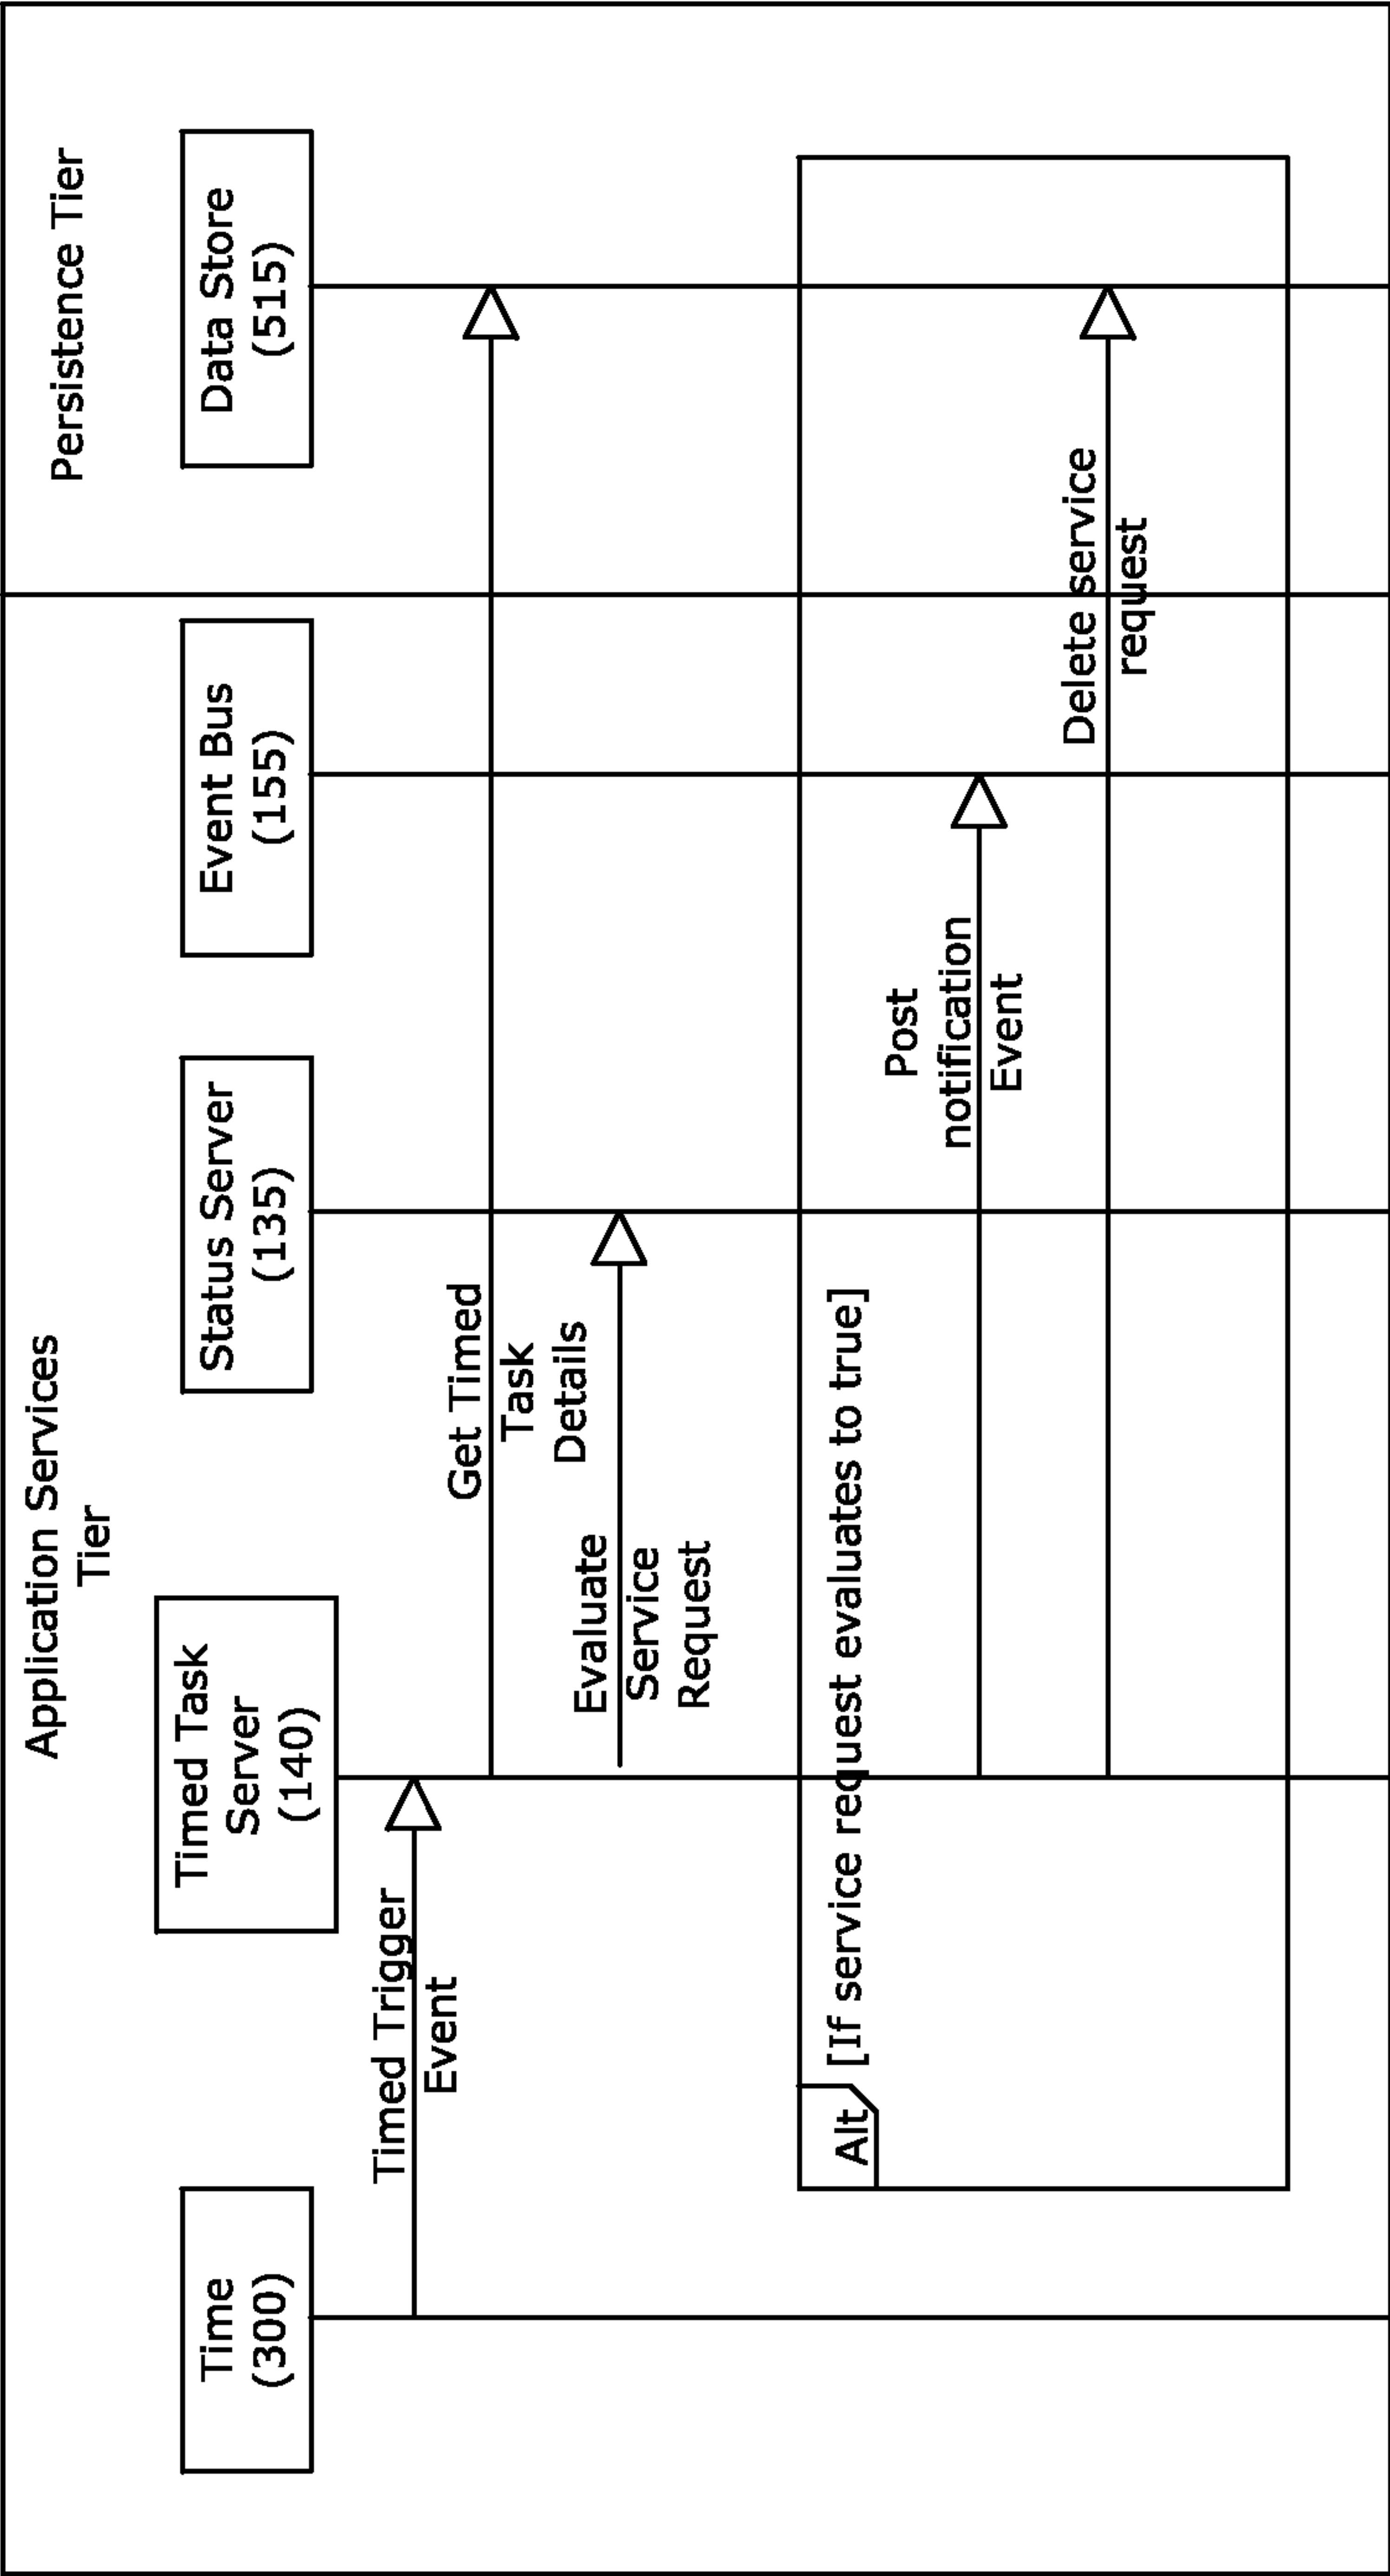 Application Services
Tier
Persistence Tier
Time
(300)
Timed Task
Server
(140)
Status Server
(135)
Event Bus
(155)
Data Store
(515)
Timed Trigger
Event
Get Timed
Task
Details
Evaluate
Service
Request
Alt
[If service request evaluates to true]
Post
notification
Event
Delete service
request